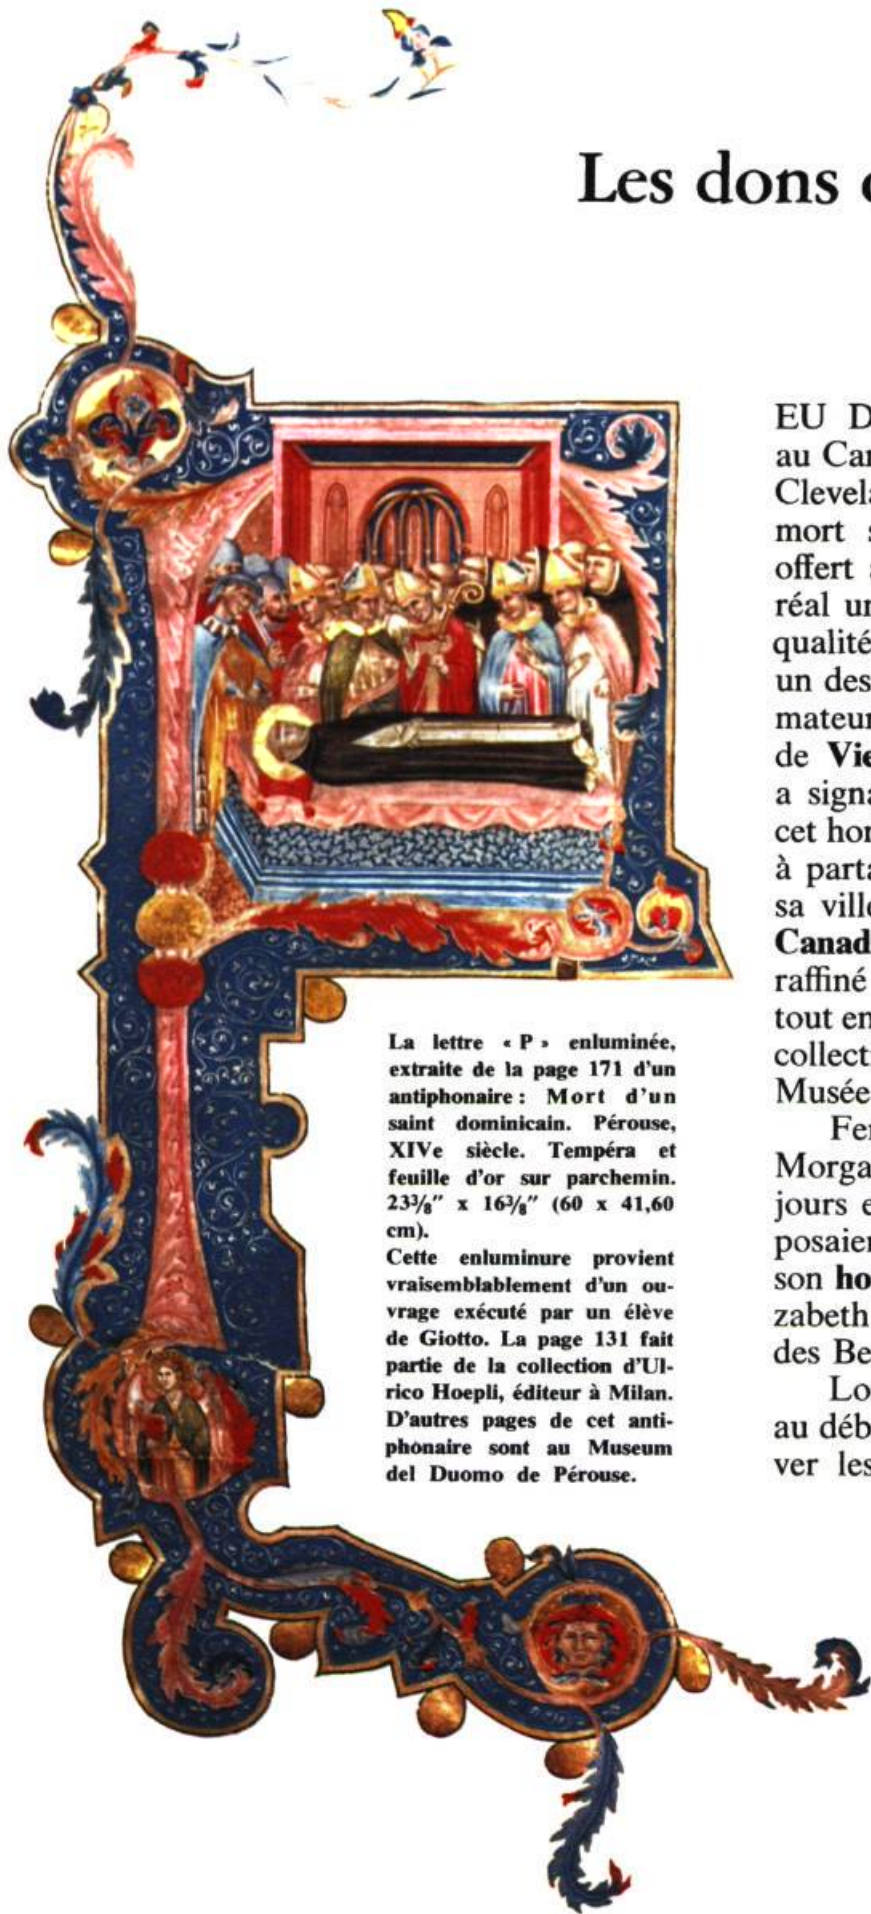 Les dons
La lettre « P » enluminée,
extraite de la page 171 d'un
antiphonaire : Mort d'un
saint dominicain. Pérouse,
XIVe siècle. Tempéra et
feuille d'or sur parchemin.
23⅜″ x 16⅜″ (60 x 41,60
cm).
Cette enluminure provient
vraisemblablement d'un ou-
vrage exécuté par un élève
de Giotto. La page 131 fait
partie de la collection d'Ul-
rico Hoepli, éditeur à Milan.
D'autres pages de cet anti-
phonaire sont au Museum
del Duomo de Pérouse.
EU D
au Car
Clevela
mort s
offert a
réal un
qualité
un des
mateur
de Vie
a signa
cet hor
à parta
sa ville
Canad
raffiné
tout en
collecti
Musée
Fer
Morga
jours e
posaier
son ho
zabeth
des Be
Lo
au déb
ver les